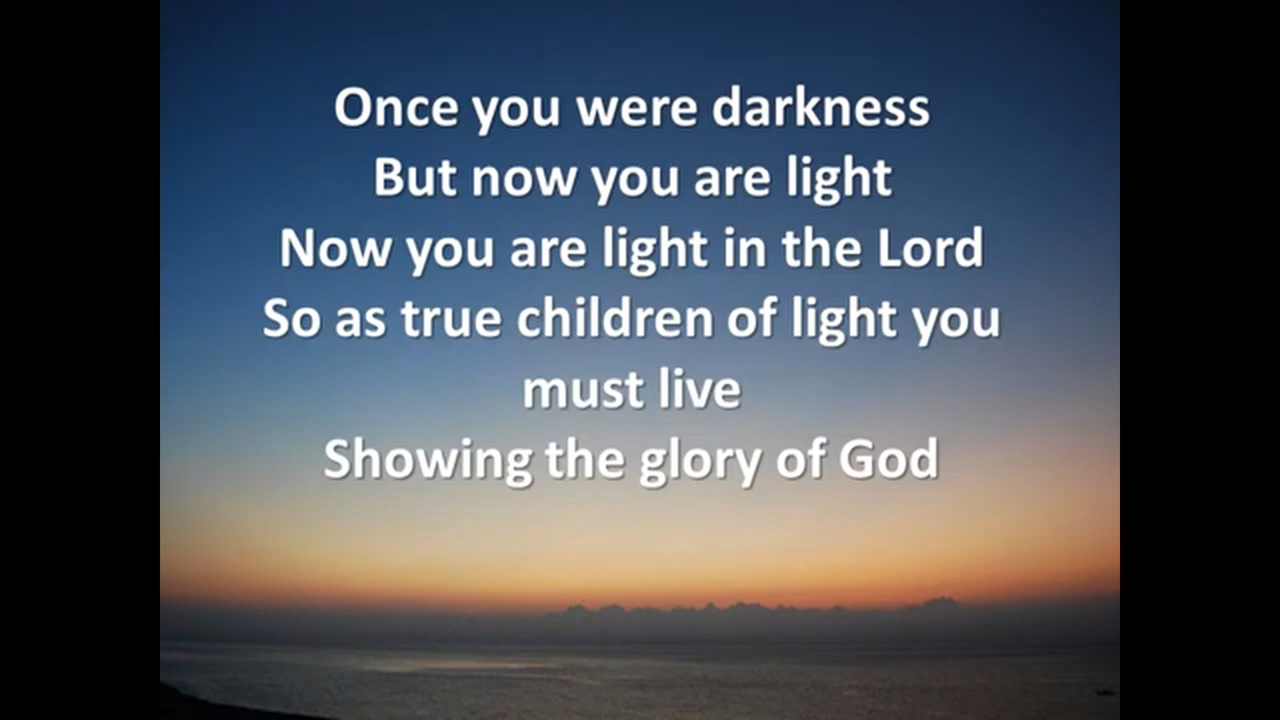 Once you were darkness
But now you are light
Now you are light in the Lord
So as true children of light you
must live
Showing the glory of God